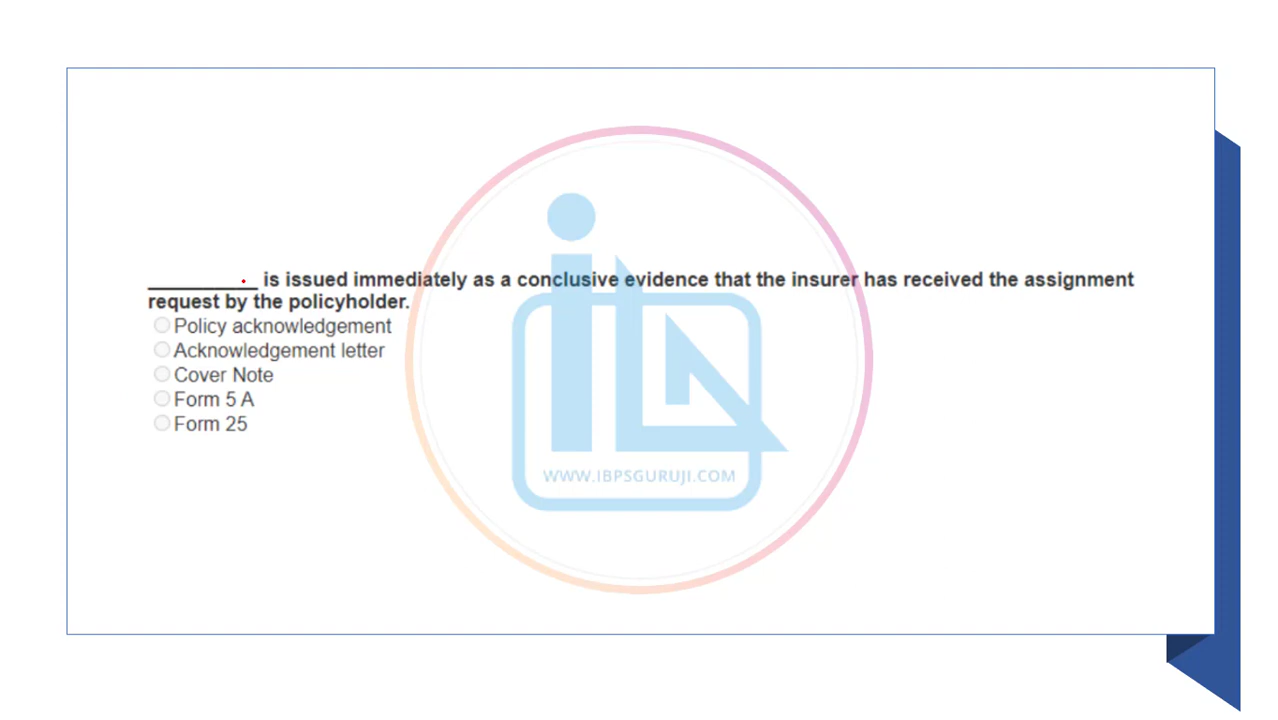 __________ is issued immediately as a conclusive evidence that the insurer has received the assignment
request by the policyholder.
Policy acknowledgement
Acknowledgement letter
Cover Note
Form 5 A
Form 25
WWW.IBPSGURUJI.COM